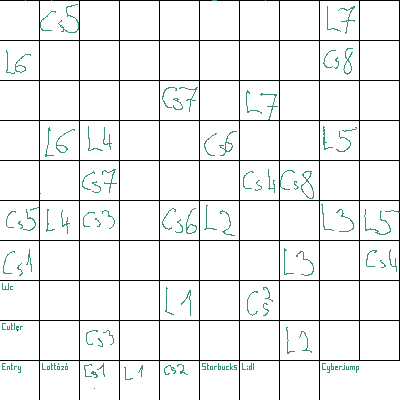 Cs5 L7
L6 Cs8
Cs7 L7
L6 L4 Cs6 L5
Cs7 Cs4 Cs8
Cs5 L4 Cs3 Cs6 L2 L3 L5
Cs1 L3 Cs4
Wc L1 Cs2
Cutler Cs3 L2
Entry Lottózó Cs1 L1 Cs2 Storbucks Lidl CyberJump